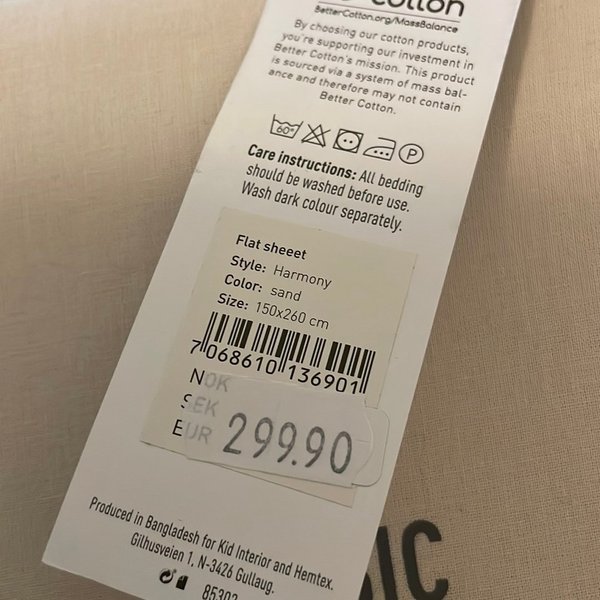 cotton
BetterCotton.org/MassBalance
By choosing our cotton products,
you're supporting our investment in
Better Cotton's mission. This product
is sourced via a system of mass bal-
ance and therefore may not contain
Better Cotton.
60°
P
Care instructions: All bedding
should be washed before use.
Wash dark colour separately.
Flat sheeet
Style: Harmony
Color: sand
Size: 150x260 cm
7 068610 136901
NOK
SEK
EUR 299.90
Produced in Bangladesh for Kid Interior and Hemtex.
Gilhusveien 1, N-3426 Gullaug.
85302
SIC